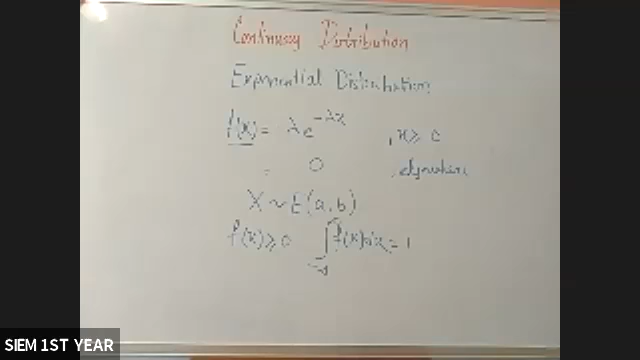 Continuous Distribution
Exponential Distribution
f(x) = λe^{-λx} , x ≥ 0
= 0 , elsewhere
X ~ E(a, b)
f(x) ≥ 0 ∫_{-∞}^{∞} f(x)dx = 1
SIEM 1ST YEAR